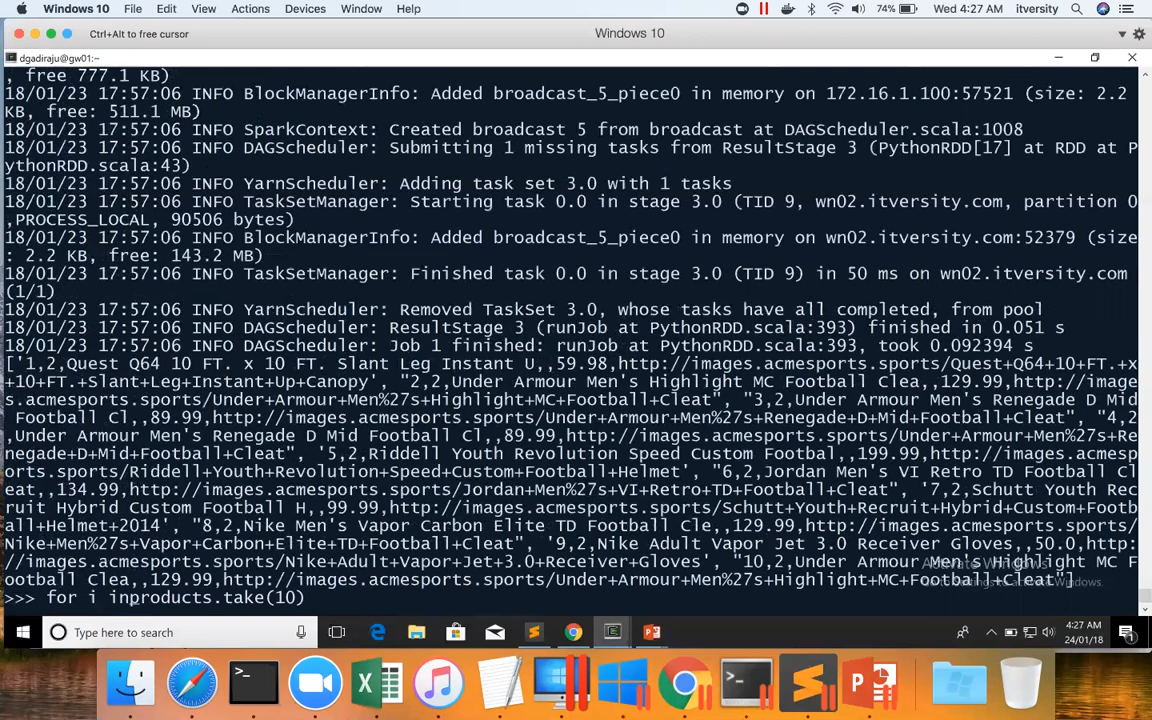 Windows 10 File Edit View Actions Devices Window Help 74% Wed 4:27 AM itversity
Ctrl+Alt to free cursor Windows 10
dgadiraju@gw01:~
, free 777.1 KB)
18/01/23 17:57:06 INFO BlockManagerInfo: Added broadcast_5_piece0 in memory on 172.16.1.100:57521 (size: 2.2
KB, free: 511.1 MB)
18/01/23 17:57:06 INFO SparkContext: Created broadcast 5 from broadcast at DAGScheduler.scala:1008
18/01/23 17:57:06 INFO DAGScheduler: Submitting 1 missing tasks from ResultStage 3 (PythonRDD[17] at RDD at P
ythonRDD.scala:43)
18/01/23 17:57:06 INFO YarnScheduler: Adding task set 3.0 with 1 tasks
18/01/23 17:57:06 INFO TaskSetManager: Starting task 0.0 in stage 3.0 (TID 9, wn02.itversity.com, partition 0
,PROCESS_LOCAL, 90506 bytes)
18/01/23 17:57:06 INFO BlockManagerInfo: Added broadcast_5_piece0 in memory on wn02.itversity.com:52379 (size
: 2.2 KB, free: 143.2 MB)
18/01/23 17:57:06 INFO TaskSetManager: Finished task 0.0 in stage 3.0 (TID 9) in 50 ms on wn02.itversity.com
(1/1)
18/01/23 17:57:06 INFO YarnScheduler: Removed TaskSet 3.0, whose tasks have all completed, from pool
18/01/23 17:57:06 INFO DAGScheduler: ResultStage 3 (runJob at PythonRDD.scala:393) finished in 0.051 s
18/01/23 17:57:06 INFO DAGScheduler: Job 1 finished: runJob at PythonRDD.scala:393, took 0.092394 s
['1,2,Quest Q64 10 FT. x 10 FT. Slant Leg Instant U,,59.98,http://images.acmesports.sports/Quest+Q64+10+FT.+x
+10+FT.+Slant+Leg+Instant+Up+Canopy', "2,2,Under Armour Men's Highlight MC Football Clea,,129.99,http://image
s.acmesports.sports/Under+Armour+Men%27s+Highlight+MC+Football+Cleat", "3,2,Under Armour Men's Renegade D Mid
Football Cl,,89.99,http://images.acmesports.sports/Under+Armour+Men%27s+Renegade+D+Mid+Football+Cleat", "4,2
,Under Armour Men's Renegade D Mid Football Cl,,89.99,http://images.acmesports.sports/Under+Armour+Men%27s+Re
negade+D+Mid+Football+Cleat", '5,2,Riddell Youth Revolution Speed Custom Footbal,,199.99,http://images.acmesp
orts.sports/Riddell+Youth+Revolution+Speed+Custom+Football+Helmet', "6,2,Jordan Men's VI Retro TD Football Cl
eat,,134.99,http://images.acmesports.sports/Jordan+Men%27s+VI+Retro+TD+Football+Cleat", '7,2,Schutt Youth Rec
ruit Hybrid Custom Football H,,99.99,http://images.acmesports.sports/Schutt+Youth+Recruit+Hybrid+Custom+Footb
all+Helmet+2014', "8,2,Nike Men's Vapor Carbon Elite TD Football Cle,,129.99,http://images.acmesports.sports/
Nike+Men%27s+Vapor+Carbon+Elite+TD+Football+Cleat", '9,2,Nike Adult Vapor Jet 3.0 Receiver Gloves,,50.0,http:
//images.acmesports.sports/Nike+Adult+Vapor+Jet+3.0+Receiver+Gloves', "10,2,Under Armour Men's Highlight MC F
ootball Clea,,129.99,http://images.acmesports.sports/Under+Armour+Men%27s+Highlight+MC+Football+Cleat"]
Activate Windows
Go to Settings to activate Windows.
>>> for i inproducts.take(10)
Type here to search 4:27 AM
24/01/18